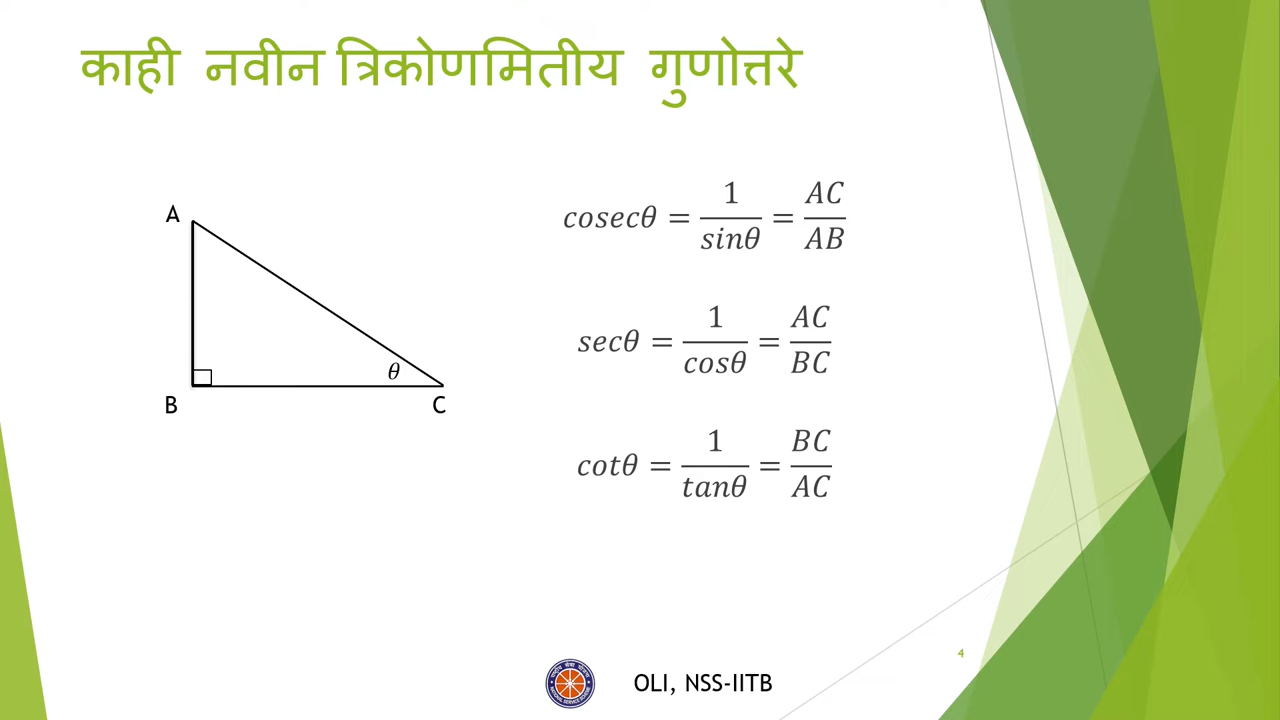 काही नवीन त्रिकोणमितीय गुणोत्तरे
A
B
C
θ
cosecθ = 1/sinθ = AC/AB
secθ = 1/cosθ = AC/BC
cotθ = 1/tanθ = BC/AC
4
OLI, NSS-IITB